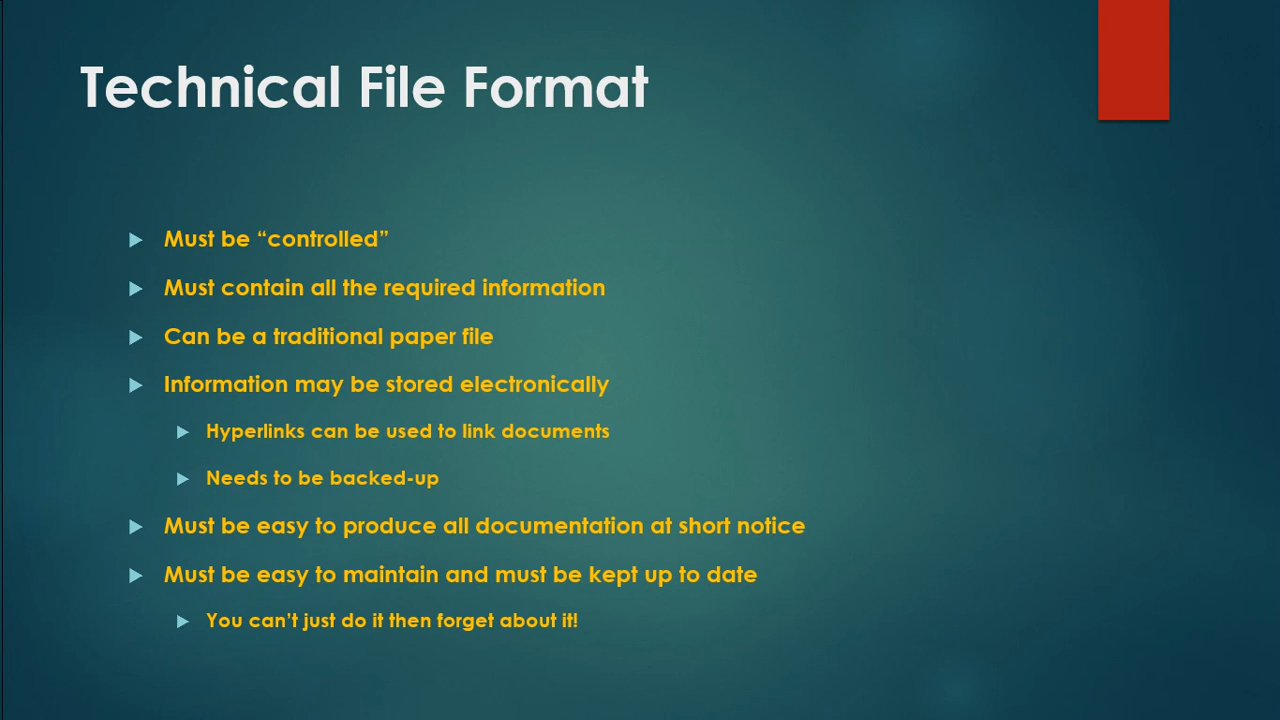 Technical File Format
Must be “controlled”
Must contain all the required information
Can be a traditional paper file
Information may be stored electronically
Hyperlinks can be used to link documents
Needs to be backed-up
Must be easy to produce all documentation at short notice
Must be easy to maintain and must be kept up to date
You can’t just do it then forget about it!